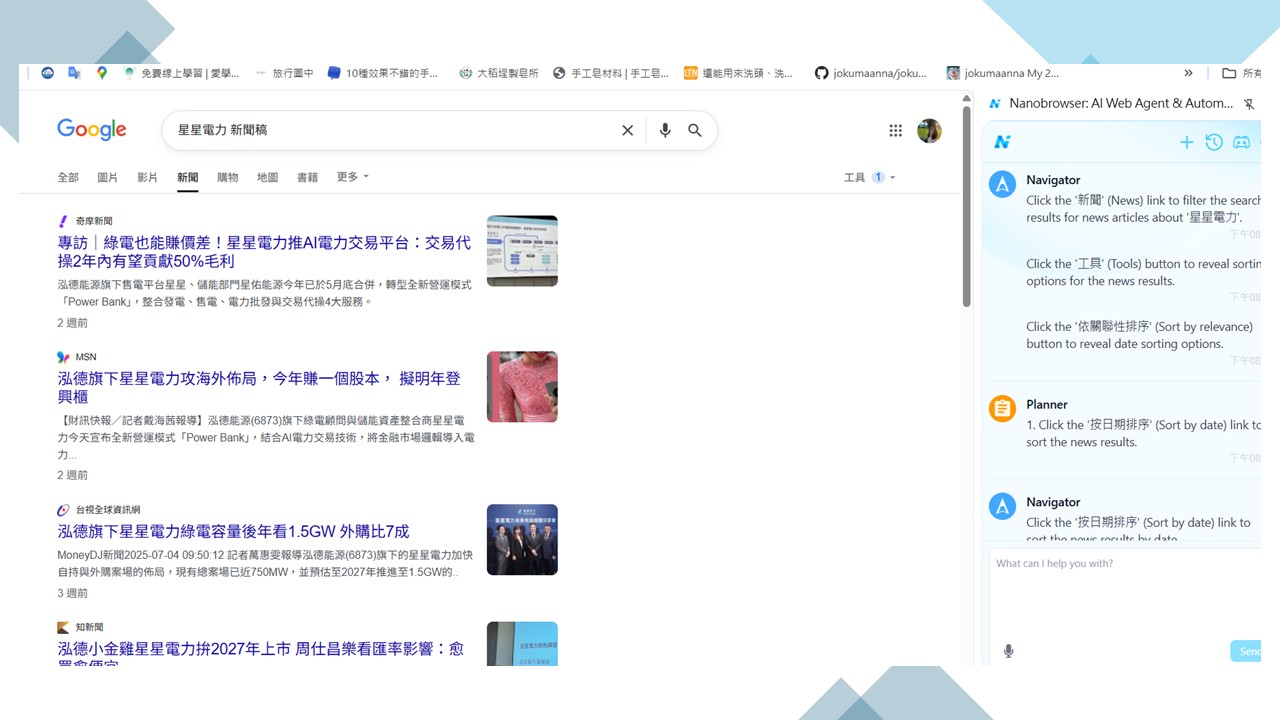 免費線上學習 | 愛學...
旅行圖中
10種效果不錯的手...
大稻埕製皂所
手工皂材料 | 手工皂...
LTN
還能用來洗頭、洗...
jokumaanna/joku...
jokumaanna My 2...
»
所有
Google
星星電力 新聞稿
全部
圖片
影片
新聞
購物
地圖
書籍
更多
工具 1
奇摩新聞
專訪｜綠電也能賺價差！星星電力推AI電力交易平台：交易代
操2年內有望貢獻50%毛利
泓德能源旗下售電平台星星、儲能部門星佑能源今年已於5月底合併，轉型全新營運模式
「Power Bank」，整合發電、售電、電力批發與交易代操4大服務。
2 週前
MSN
泓德旗下星星電力攻海外佈局，今年賺一個股本， 擬明年登
興櫃
【財訊快報／記者戴海茜報導】泓德能源(6873)旗下綠電顧問與儲能資產整合商星星電
力今天宣布全新營運模式「Power Bank」，結合AI電力交易技術，將金融市場邏輯導入電
力...
2 週前
台視全球資訊網
泓德旗下星星電力綠電容量後年看1.5GW 外購比7成
MoneyDJ新聞2025-07-04 09:50:12 記者萬惠雯報導泓德能源(6873)旗下的星星電力加快
自持與外購案場的佈局，現有總案場已近750MW，並預估至2027年推進至1.5GW的..
3 週前
知新聞
泓德小金雞星星電力拚2027年上市 周仕昌樂看匯率影響：愈
買愈便宜
Nanobrowser: AI Web Agent & Autom...
Navigator
Click the '新聞' (News) link to filter the search
results for news articles about '星星電力'.
下午08
Click the '工具' (Tools) button to reveal sortin
options for the news results.
下午08
Click the '依關聯性排序' (Sort by relevance)
button to reveal date sorting options.
下午08
Planner
1. Click the '按日期排序' (Sort by date) link to
sort the news results.
下午08
Navigator
Click the '按日期排序' (Sort by date) link to
sort the news results by date
What can I help you with?
Send